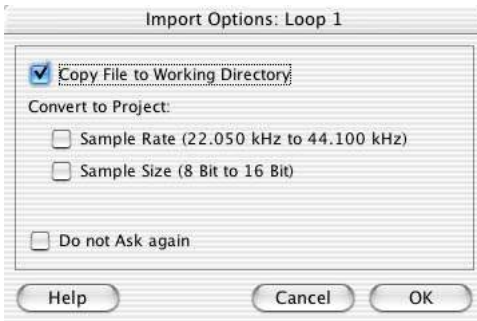 Import Options: Loop 1
Copy File to Working Directory
Convert to Project:
Sample Rate (22.050 kHz to 44.100 kHz)
Sample Size (8 Bit to 16 Bit)
Do not Ask again
Help Cancel OK